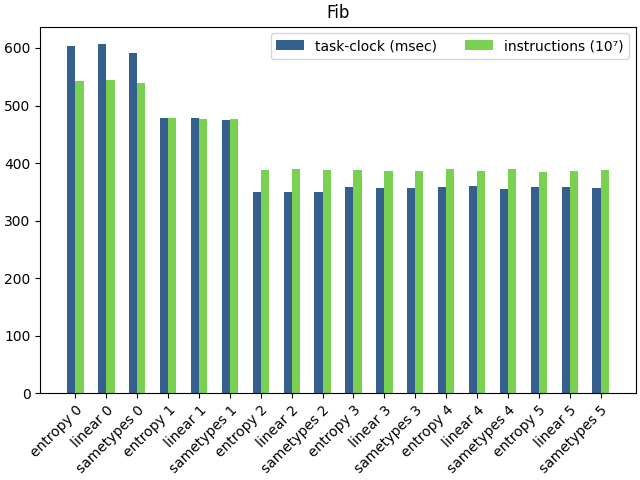 Fib
task-clock (msec)
instructions (10⁷)
600
500
400
300
200
100
0
entropy 0
linear 0
sametypes 0
entropy 1
linear 1
sametypes 1
entropy 2
linear 2
sametypes 2
entropy 3
linear 3
sametypes 3
entropy 4
linear 4
sametypes 4
entropy 5
linear 5
sametypes 5